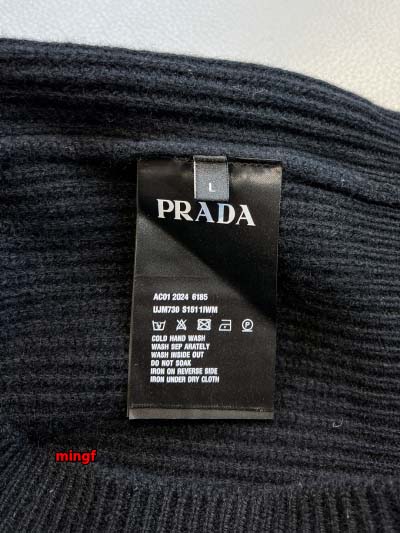 L
PRADA
AC01 2024 6185
UJM730 S1511IWM
COLD HAND WASH
WASH SEP ARATELY
WASH INSIDE OUT
DO NOT SOAK
IRON ON REVERSE SIDE
IRON UNDER DRY CLOTH
mingf